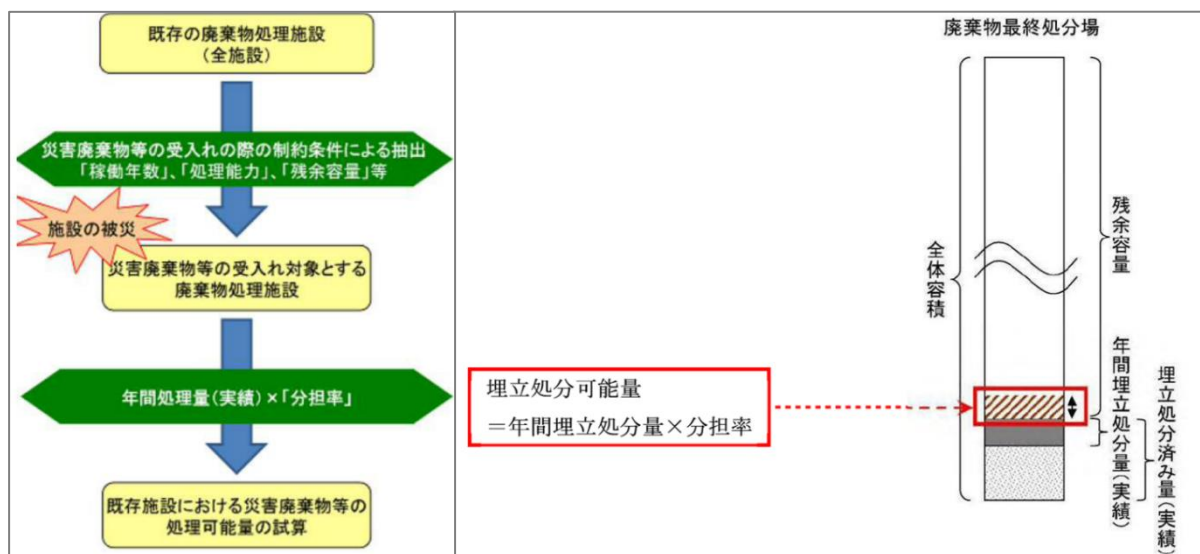 既存の廃棄物処理施設
(全施設)
災害廃棄物等の受入れの際の制約条件による抽出
「稼働年数」、「処理能力」、「残余容量」等
施設の被災
災害廃棄物等の受入れ対象とする
廃棄物処理施設
年間処理量(実績)×「分担率」
既存施設における災害廃棄物等の
処理可能量の試算
廃棄物最終処分場
全体容積
残余容量
埋立処分可能量
＝年間埋立処分量×分担率
年間埋立処分量(実績)
埋立処分済み量(実績)